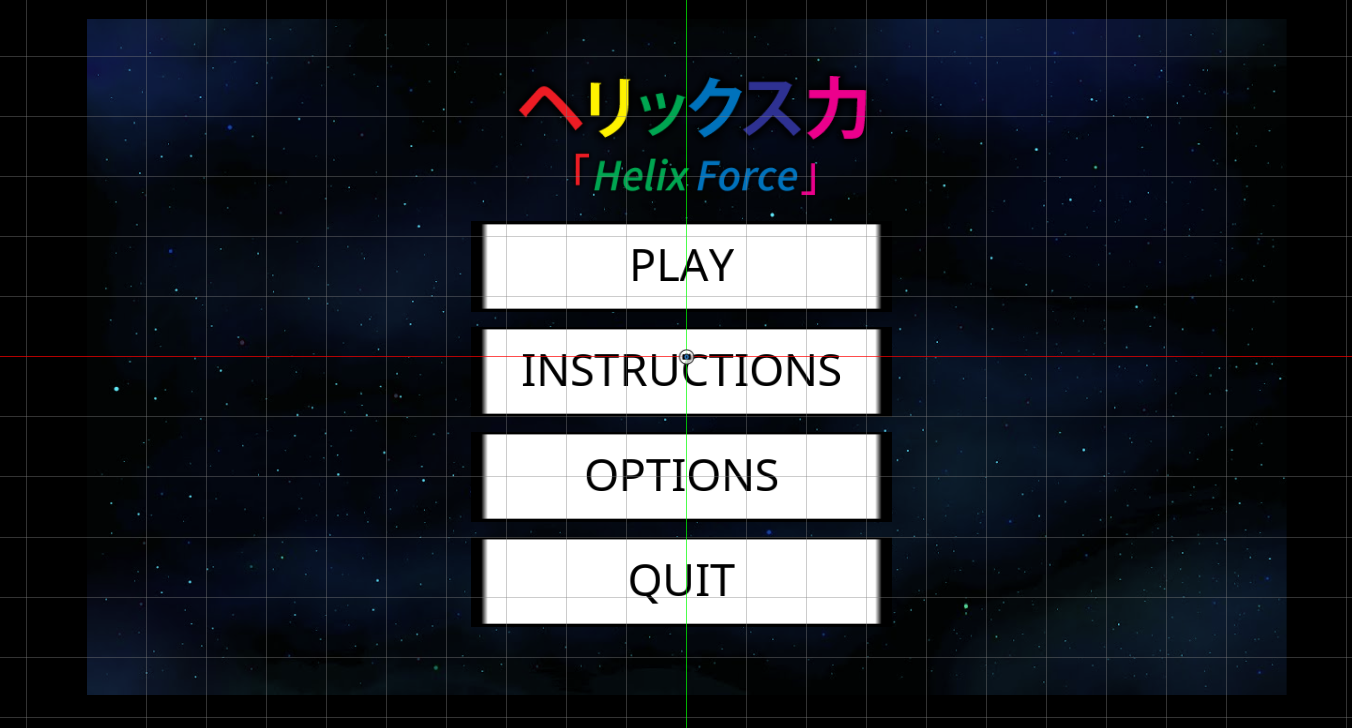 ヘリックス力
「Helix Force」
PLAY
INSTRUCTIONS
OPTIONS
QUIT